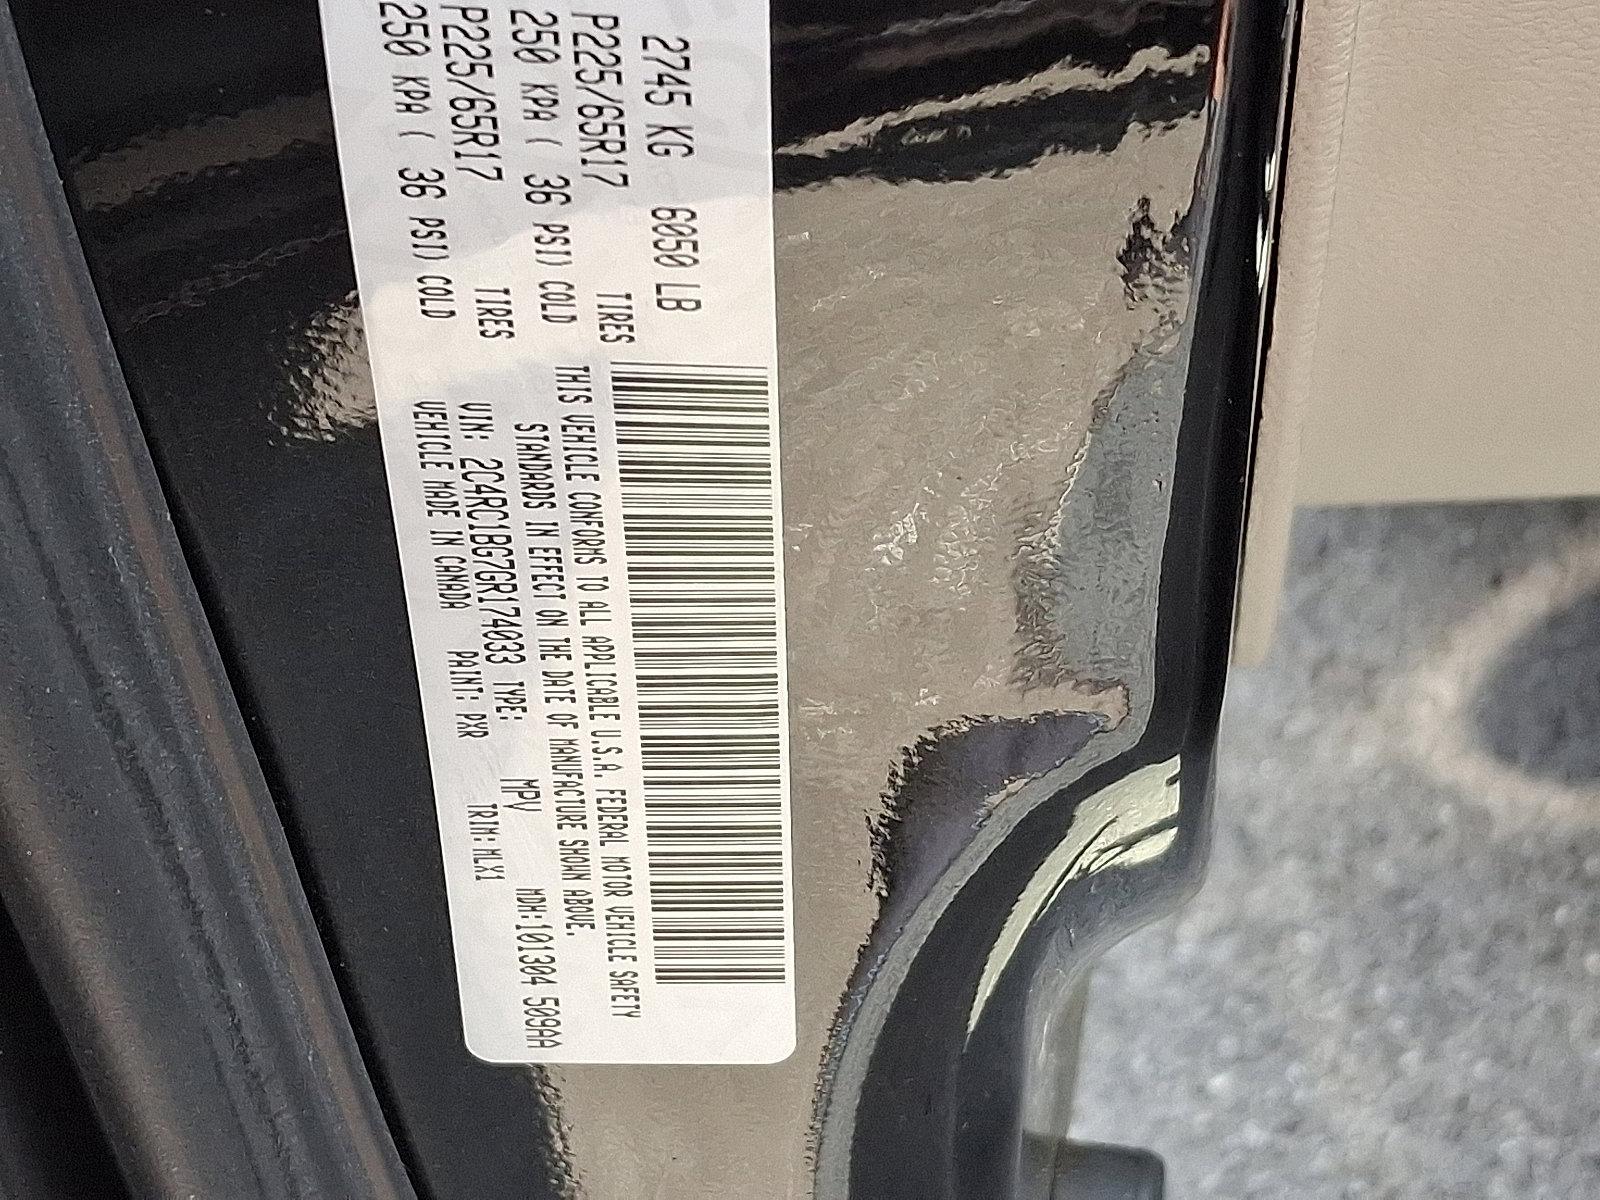 2745 KG 6050 LB
P225/65R17 TIRES
250 KPA ( 36 PSI) COLD
P225/65R17 TIRES
250 KPA ( 36 PSI) COLD
THIS VEHICLE CONFORMS TO ALL APPLICABLE U.S.A. FEDERAL MOTOR VEHICLE SAFETY
STANDARDS IN EFFECT ON THE DATE OF MANUFACTURE SHOWN ABOVE.
VIN: 2C4RC1BG7GR174033 TYPE: MPV MDH:101304 509AA
VEHICLE MADE IN CANADA PAINT: PXR TRIM:MLX1